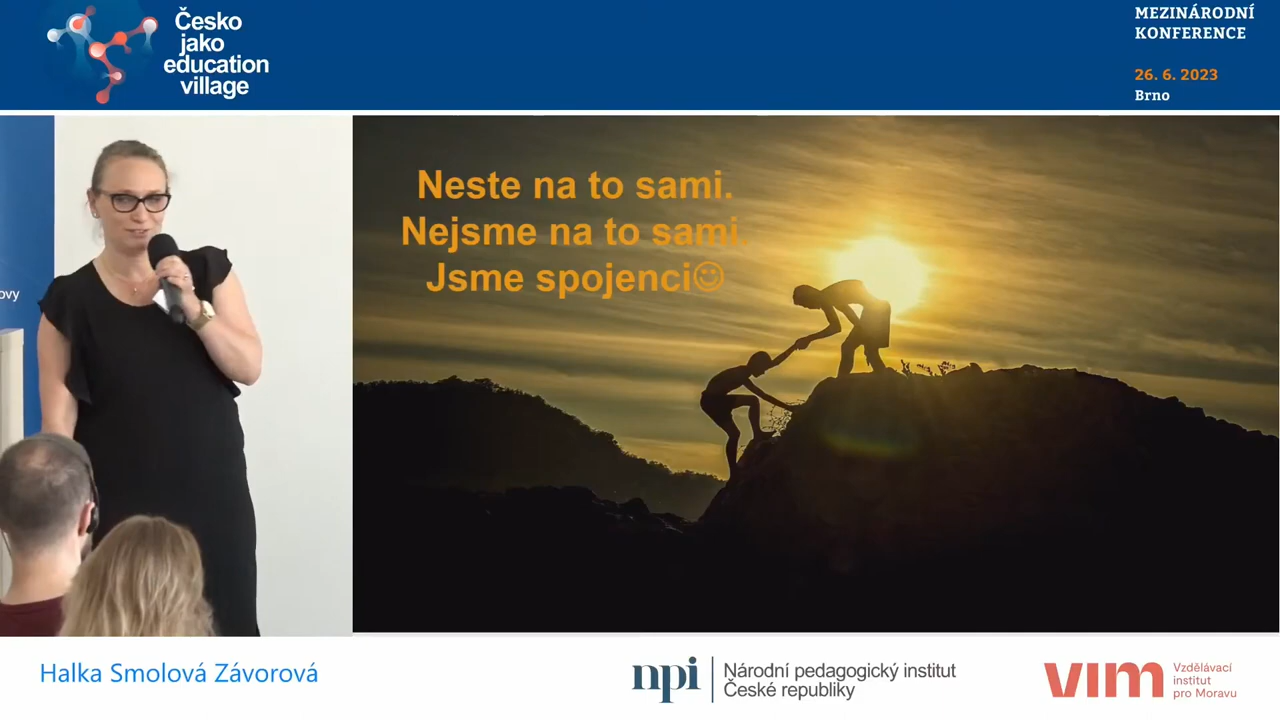 Česko
jako
education
village
MEZINÁRODNÍ
KONFERENCE
26. 6. 2023
Brno
ovy
Neste na to sami.
Nejsme na to sami.
Jsme spojenci☺
Halka Smolová Závorová
npi
Národní pedagogický institut
České republiky
vim
Vzdělávací
institut
pro Moravu